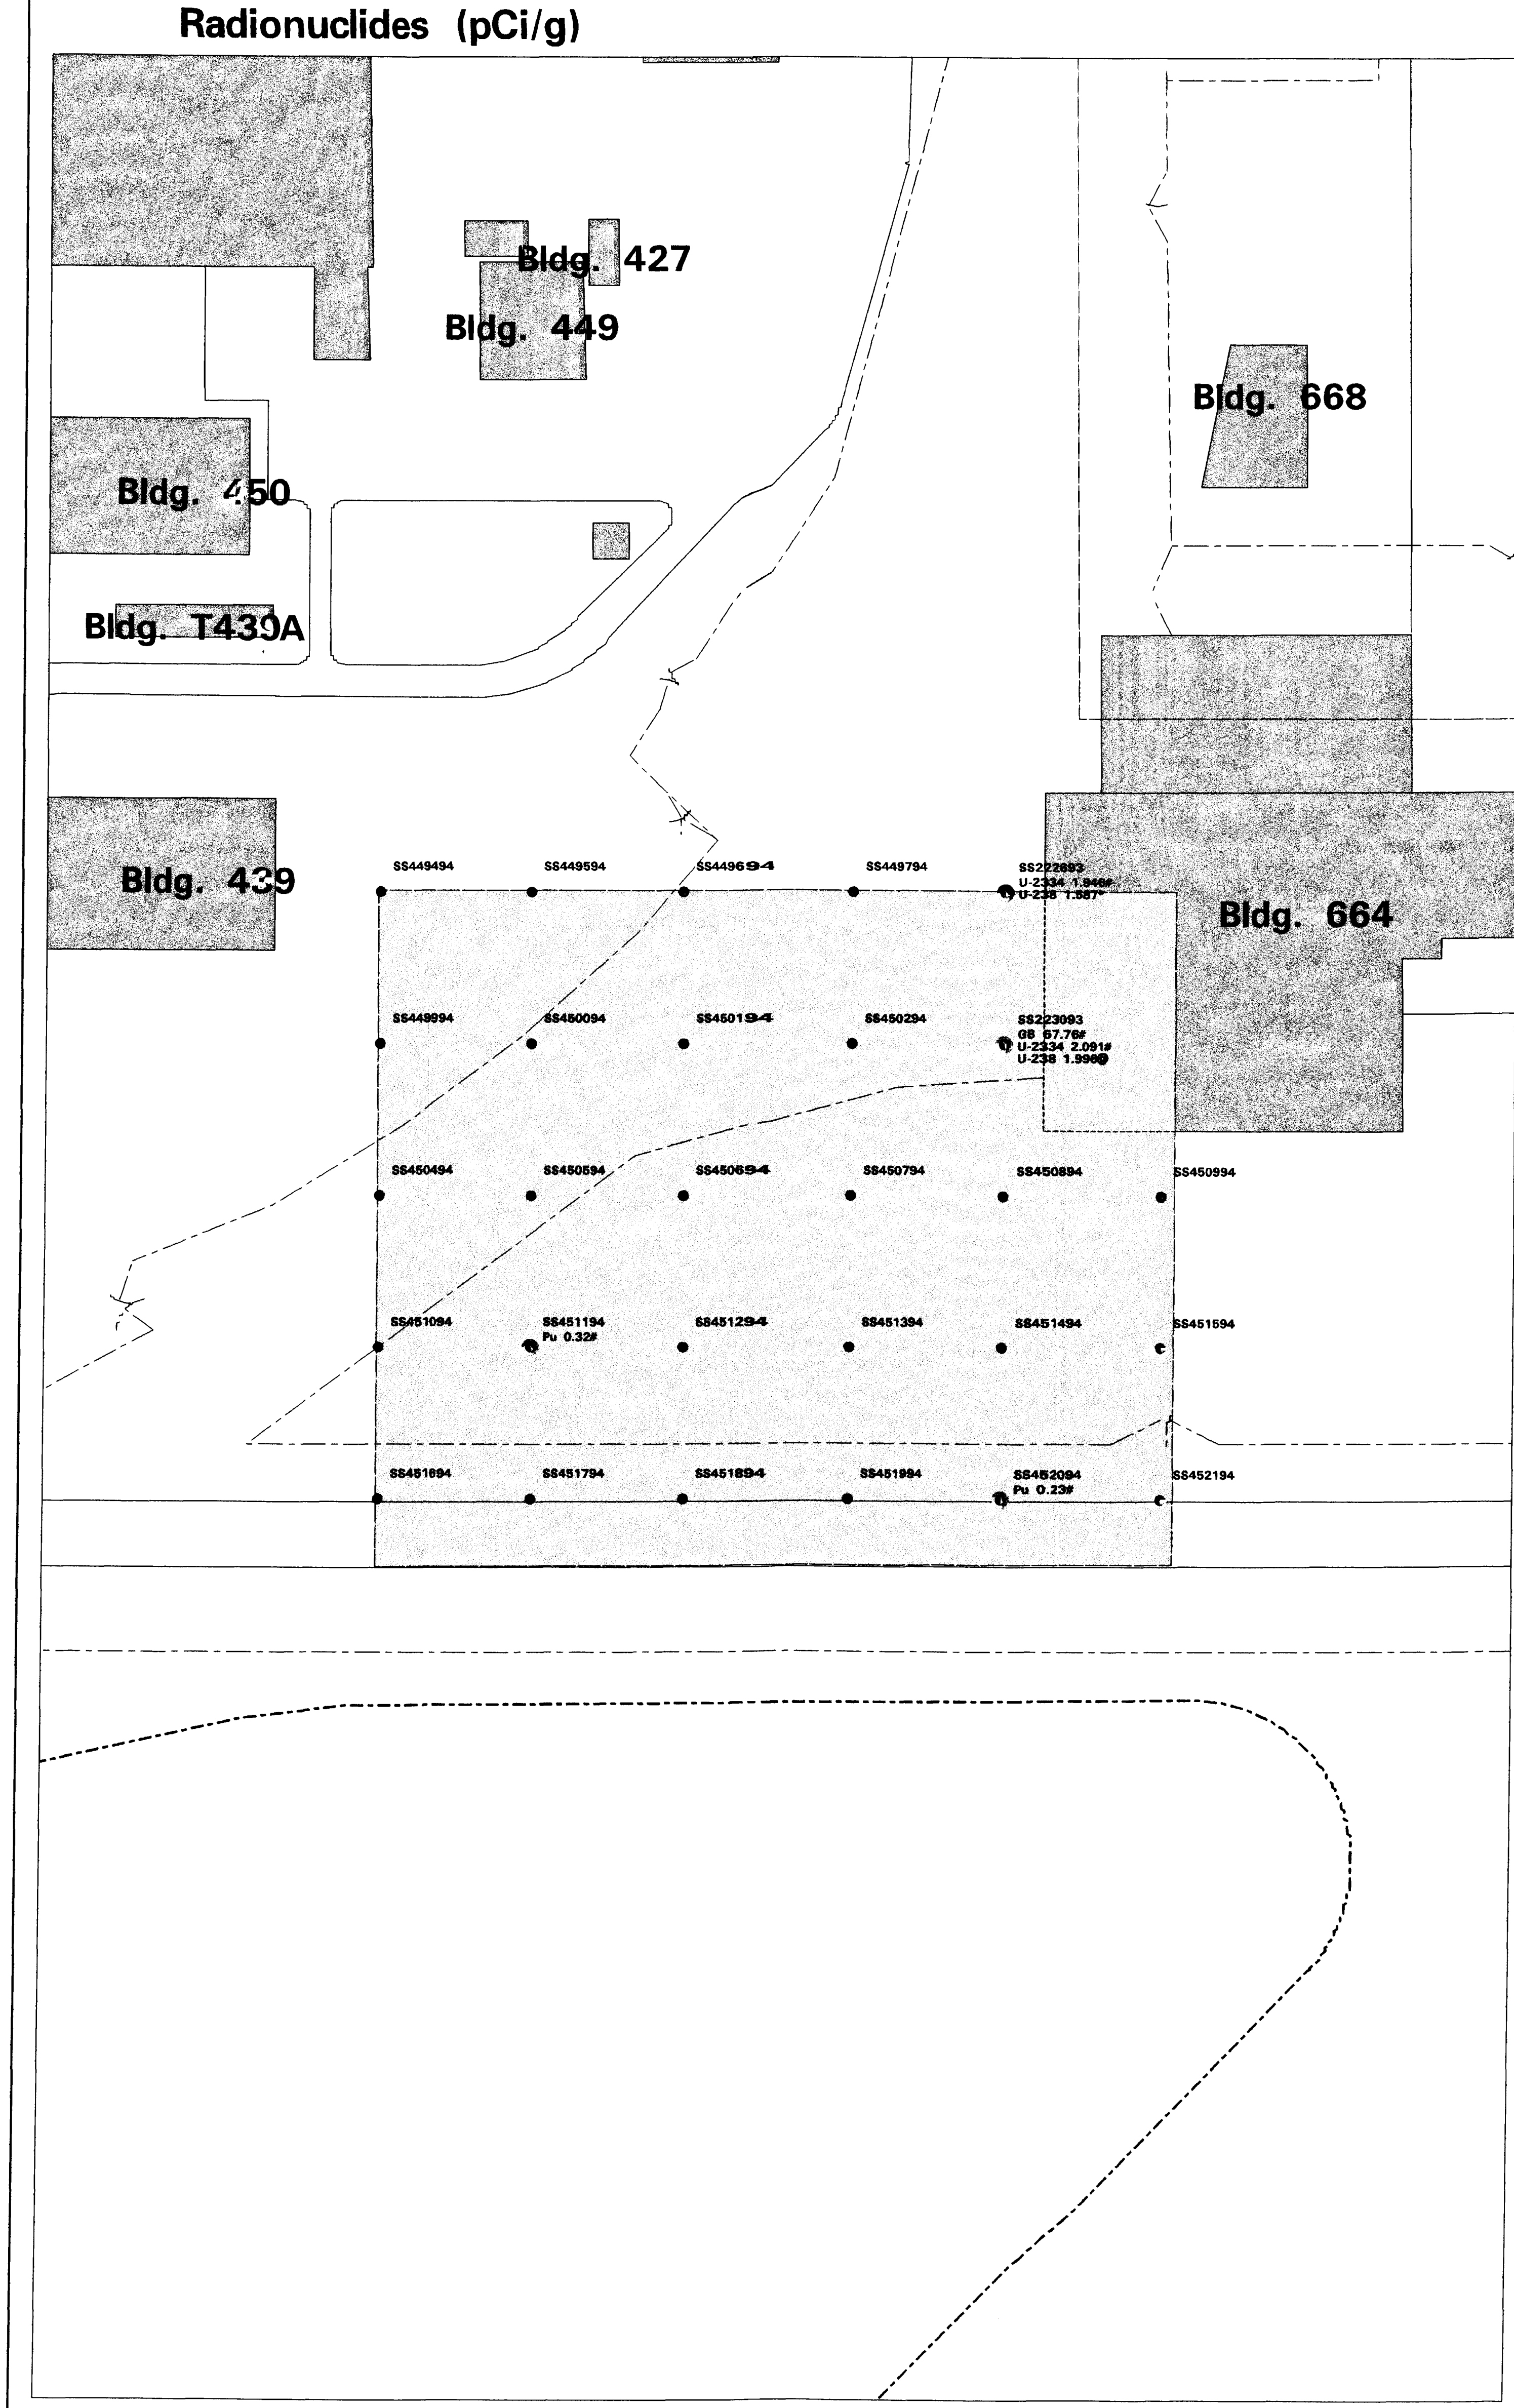 Radionuclides (pCi/g)
Bldg. 427
Bldg. 449
Bldg. 668
Bldg. 450
Bldg. T439A
Bldg. 439
Bldg. 664
SS449494
SS449594
SS449694
SS449794
SS222893
U-2334 1.946#
U-238
SS449994
SS450094
SS450194
SS450294
SS223093
GB 57.76#
U-2334 2.091#
U-238
SS450494
SS450594
SS450694
SS450794
SS450894
SS450994
SS451094
SS451194
Pu 0.32#
SS451294
SS451394
SS451494
SS451594
SS451694
SS451794
SS451894
SS451994
SS452094
Pu 0.23#
SS452194